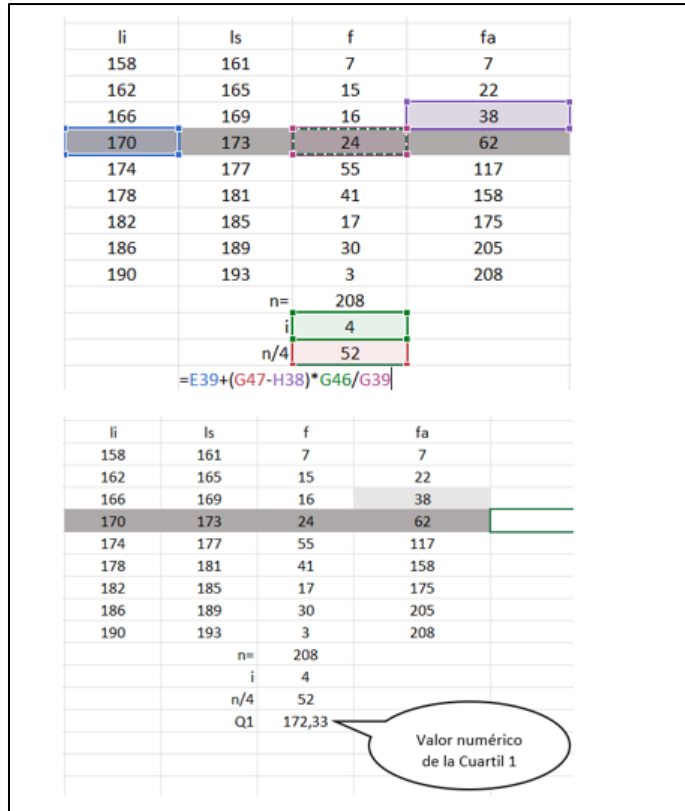 li ls f fa
158 161 7 7
162 165 15 22
166 169 16 38
170 173 24 62
174 177 55 117
178 181 41 158
182 185 17 175
186 189 30 205
190 193 3 208
n= 208
i 4
n/4 52
=E39+(G47-H38)*G46/G39
li ls f fa
158 161 7 7
162 165 15 22
166 169 16 38
170 173 24 62
174 177 55 117
178 181 41 158
182 185 17 175
186 189 30 205
190 193 3 208
n= 208
i 4
n/4 52
Q1 172,33
Valor numérico
de la Cuartil 1